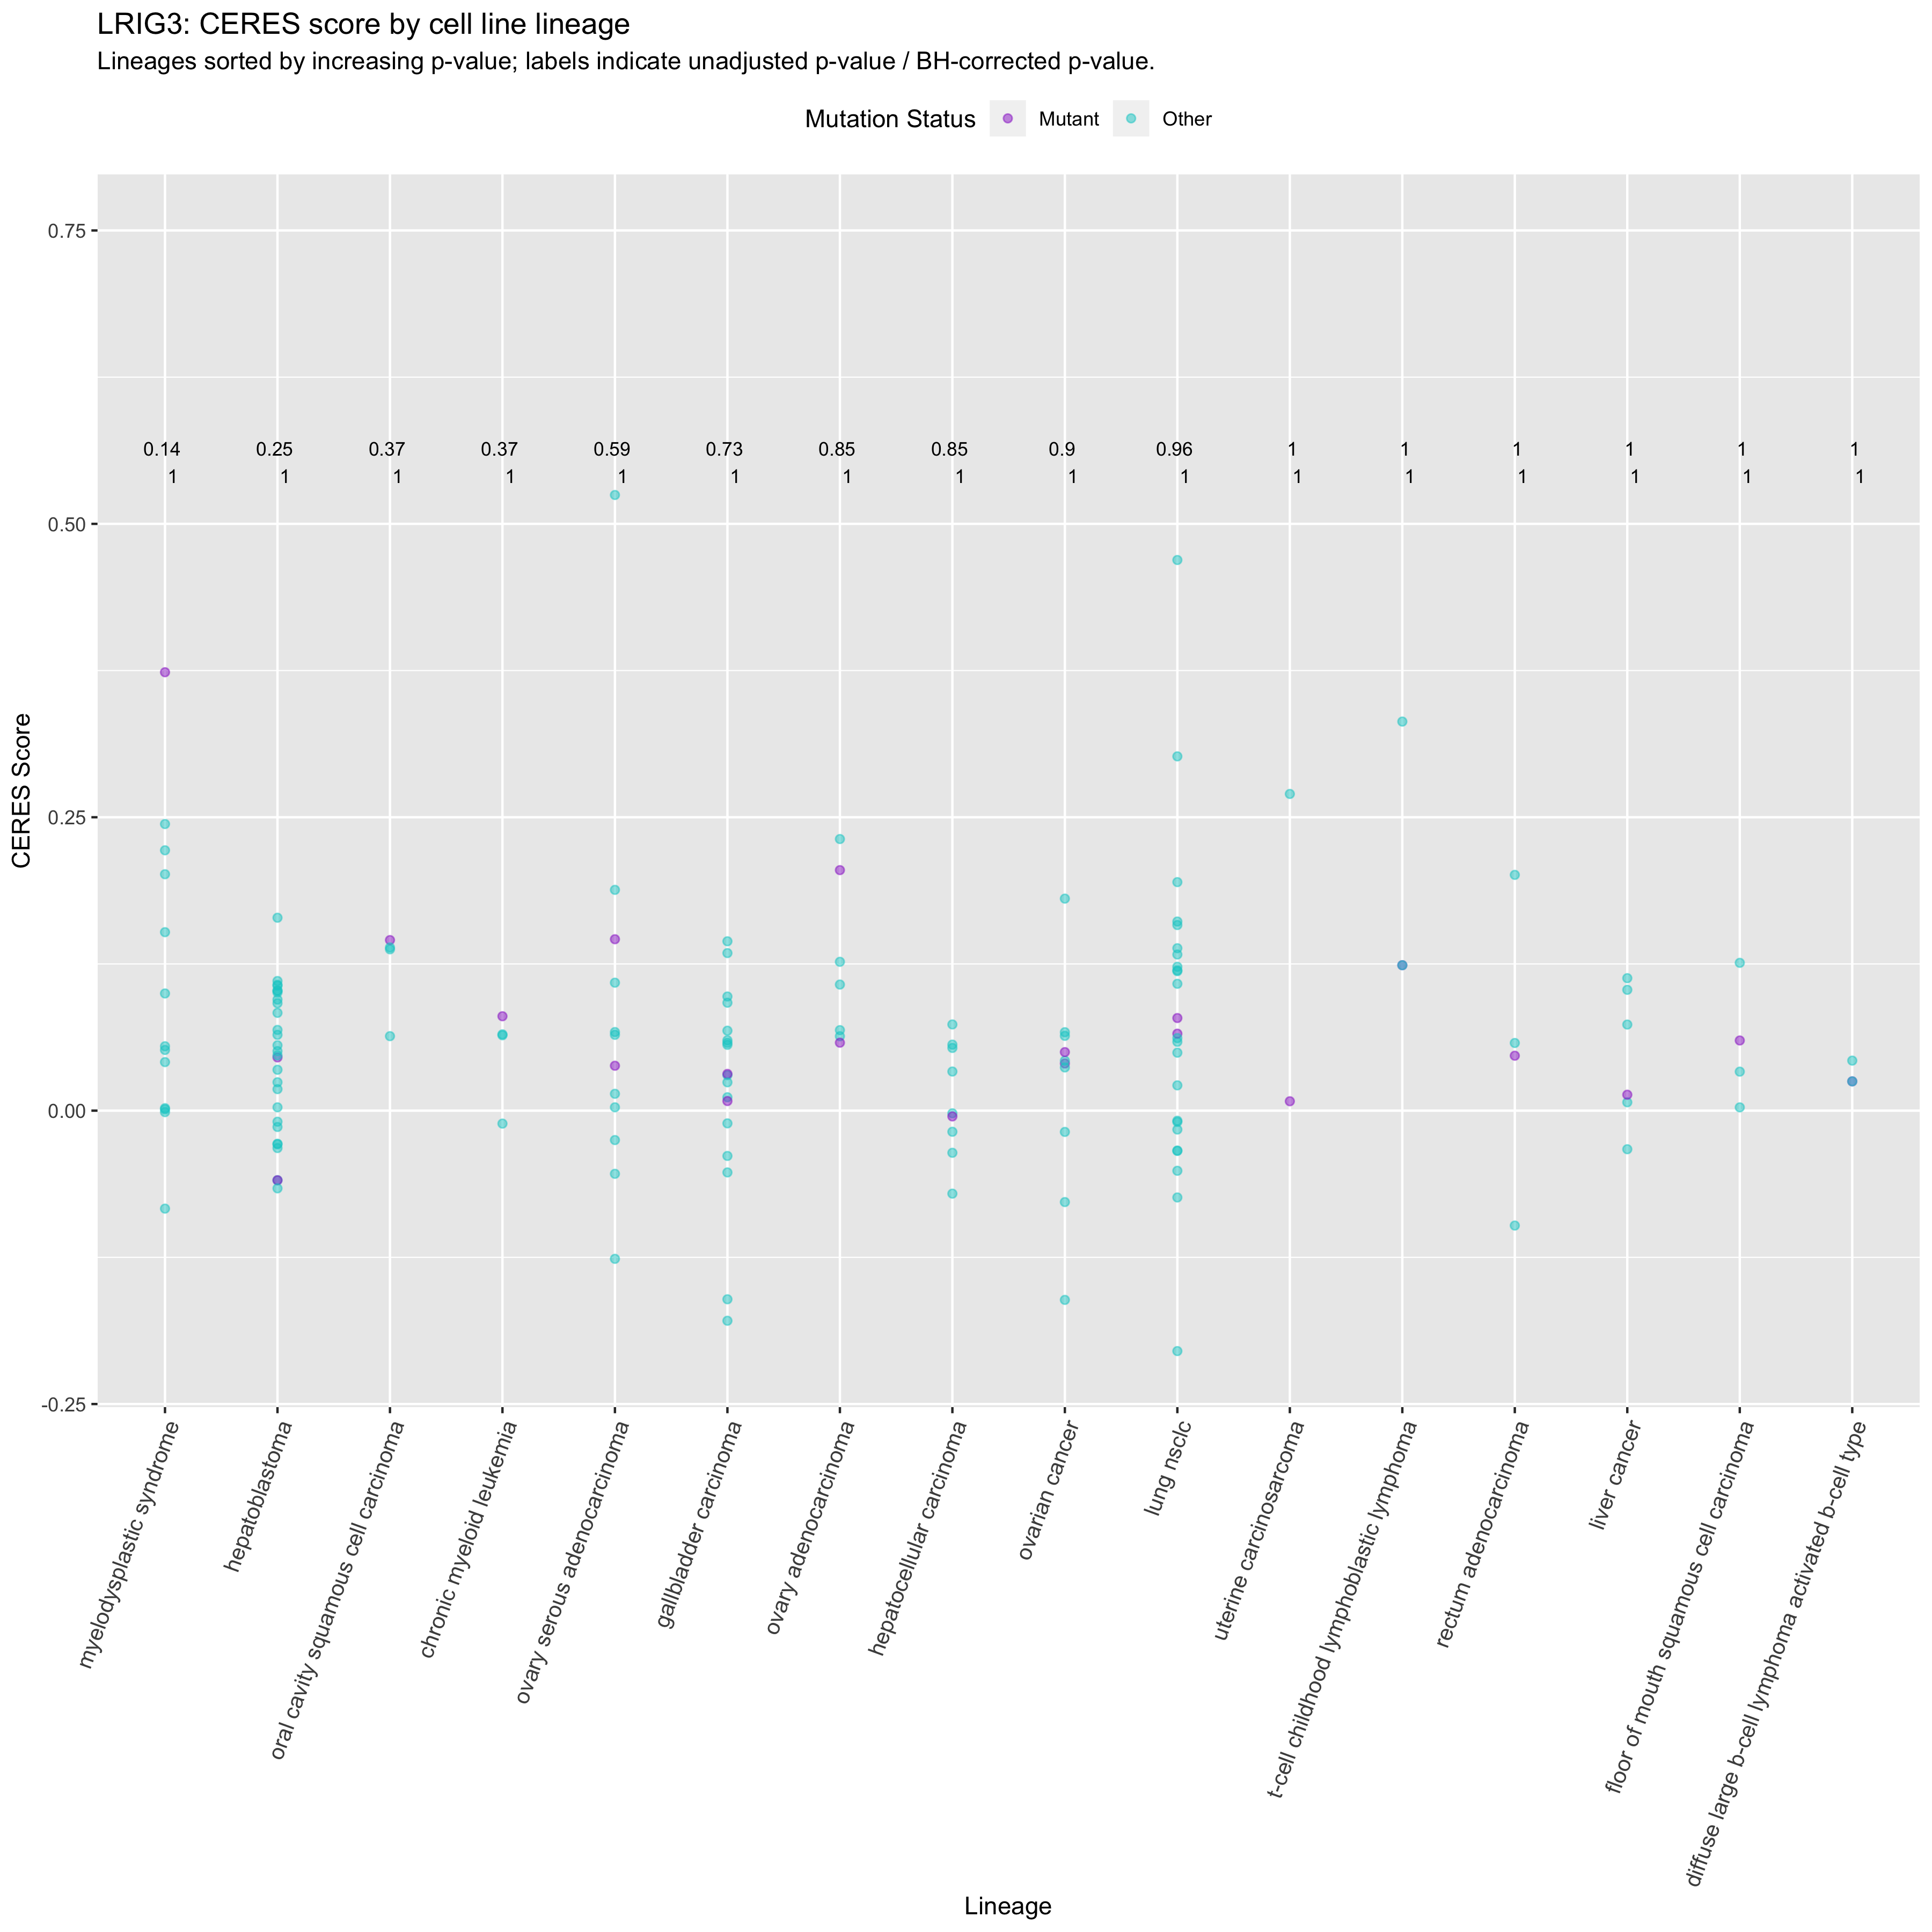 LRIG3: CERES score by cell line lineage
Lineages sorted by increasing p-value; labels indicate unadjusted p-value / BH-corrected p-value.
Mutation Status Mutant Other
0.75
0.14 0.25 0.37 0.37 0.59 0.73 0.85 0.85 0.9 0.96 1 1 1 1 1 1
1 1 1 1 1 1 1 1 1 1 1 1 1 1 1 1
0.50
0.25
0.00
-0.25
CERES Score
myelodysplastic syndrome
hepatoblastoma
oral cavity squamous cell carcinoma
chronic myeloid leukemia
ovary serous adenocarcinoma
gallbladder carcinoma
ovary adenocarcinoma
hepatocellular carcinoma
ovarian cancer
lung nsclc
uterine carcinosarcoma
t-cell childhood lymphoblastic lymphoma
rectum adenocarcinoma
liver cancer
floor of mouth squamous cell carcinoma
diffuse large b-cell lymphoma activated b-cell type
Lineage